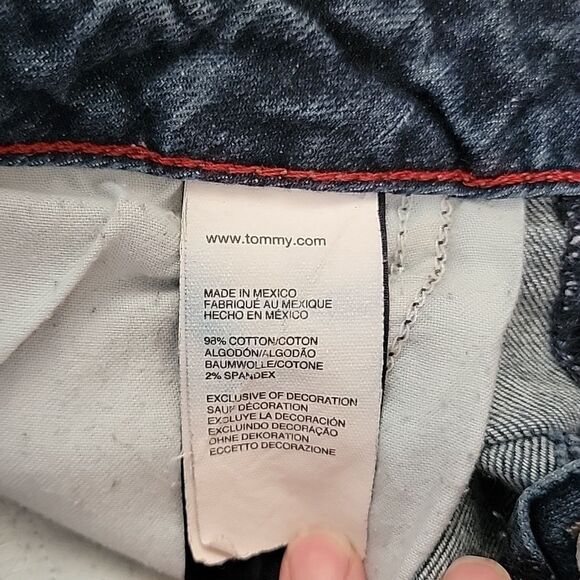 www.tommy.com
MADE IN MEXICO
FABRIQUÉ AU MEXIQUE
HECHO EN MÉXICO
98% COTTON/COTON
ALGODÓN/ALGODÃO
BAUMWOLLE/COTONE
2% SPANDEX
EXCLUSIVE OF DECORATION
SAUF DÉCORATION
EXCLUYE LA DECORACIÓN
EXCLUINDO DECORAÇÃO
OHNE DEKORATION
ECCETTO DECORAZIONE